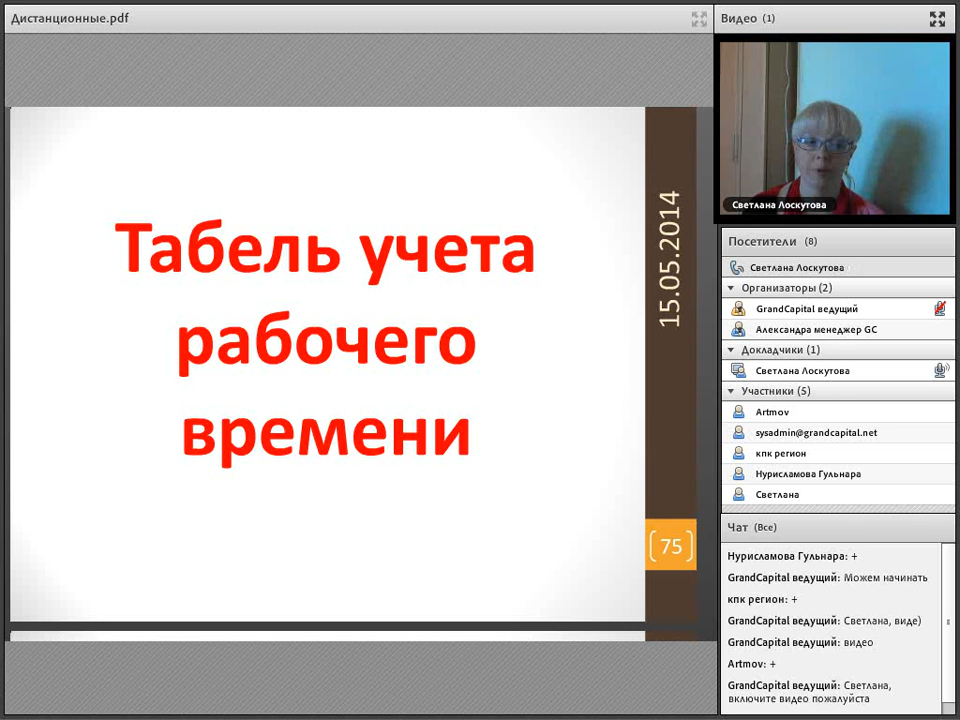 Дистанционные.pdf
Табель учета
рабочего
времени
15.05.2014
75
Видео (1)
Светлана Лоскутова
Посетители (8)
Светлана Лоскутова
Организаторы (2)
GrandCapital ведущий
Александра менеджер GC
Докладчики (1)
Светлана Лоскутова
Участники (5)
Artmov
sysadmin@grandcapital.net
кпк регион
Нурисламова Гульнара
Светлана
Чат (Все)
Нурисламова Гульнара: +
GrandCapital ведущий: Можем начинать
кпк регион: +
GrandCapital ведущий: Светлана, виде)
GrandCapital ведущий: видео
Artmov: +
GrandCapital ведущий: Светлана,
включите видео пожалуйста